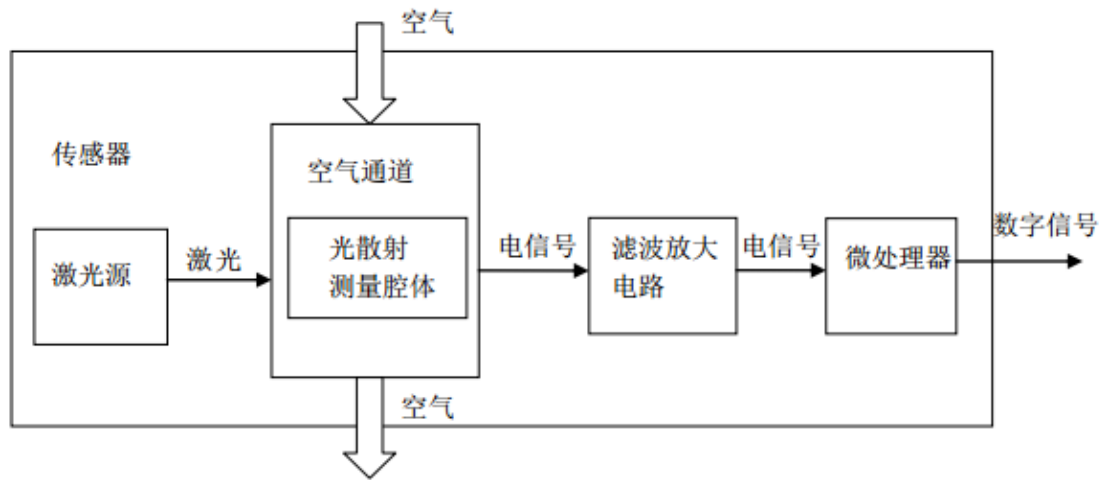 空气
传感器
空气通道
激光源
激光
光散射
测量腔体
电信号
滤波放大
电路
电信号
微处理器
数字信号
空气